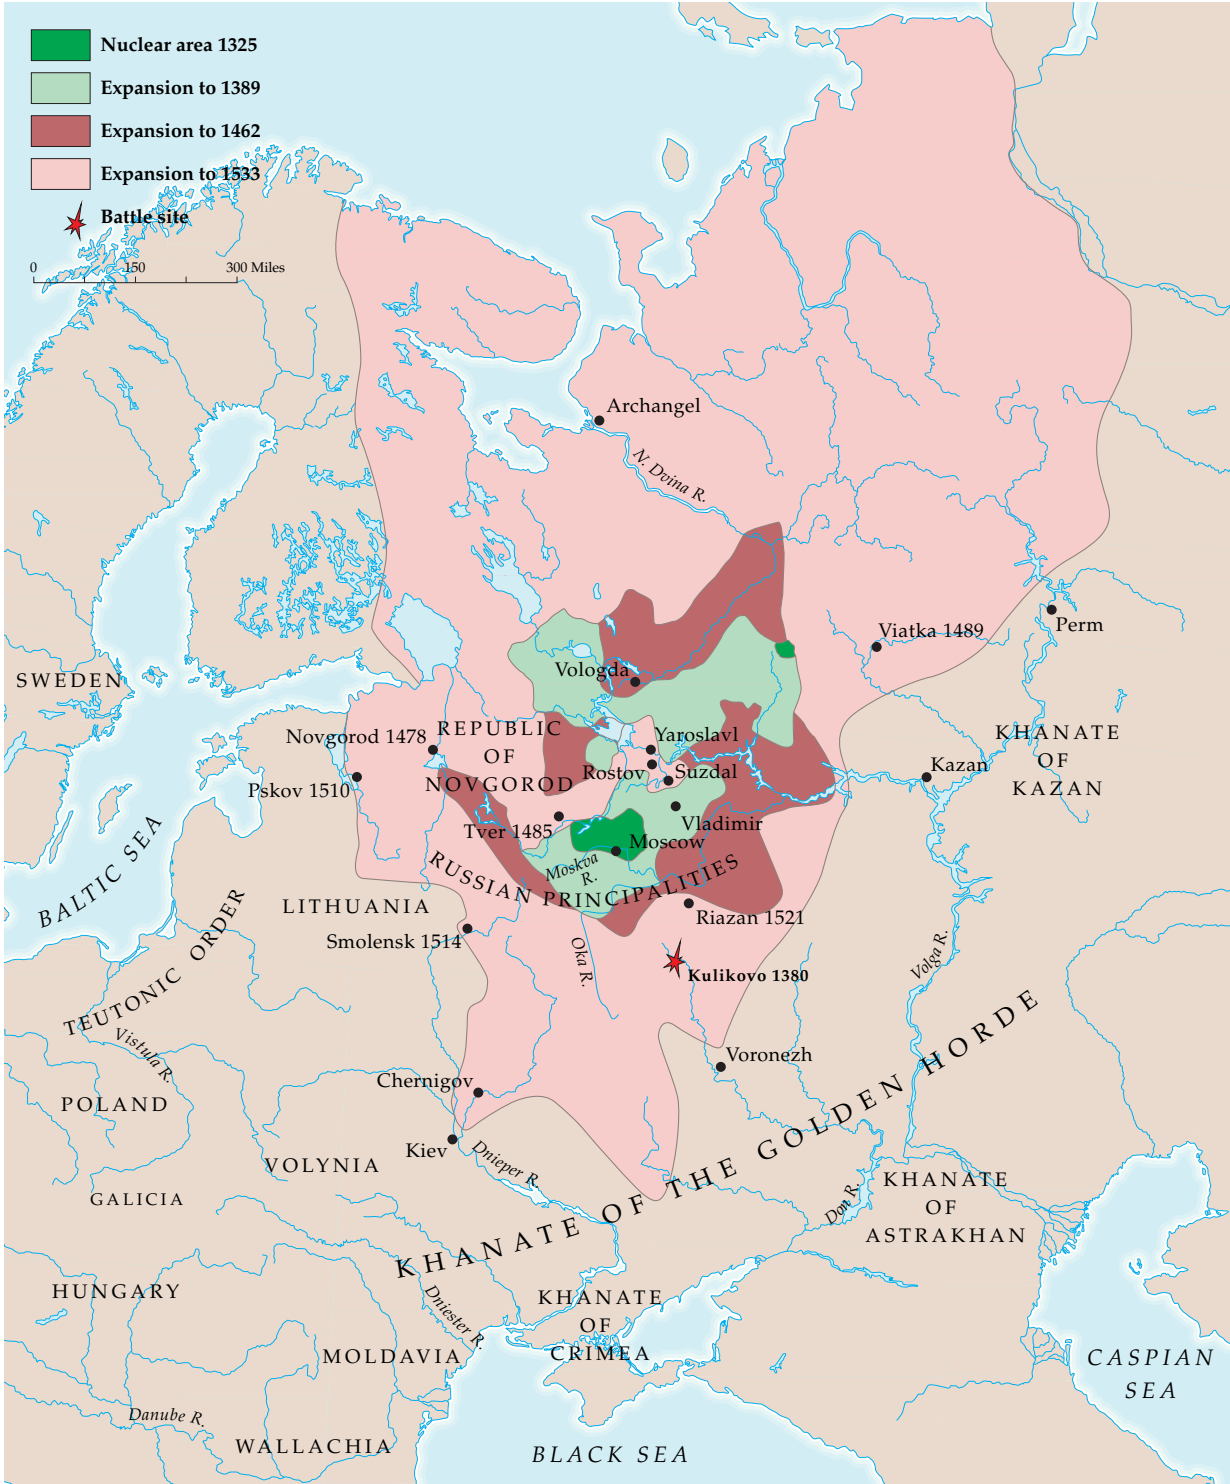 Nuclear area 1325
Expansion to 1389
Expansion to 1462
Expansion to 1533
Battle site
0 150 300 Miles
Archangel
N. Dvina R.
Perm
Viatka 1489
Vologda
SWEDEN
REPUBLIC
OF
NOVGOROD
Novgorod 1478
Pskov 1510
Yaroslavl
Rostov
Suzdal
Kazan
KHANATE
OF
KAZAN
Tver 1485
Vladimir
Moscow
Moskva
R.
RUSSIAN PRINCIPALITIES
BALTIC SEA
LITHUANIA
Smolensk 1514
Riazan 1521
Oka R.
Kulikovo 1380
Volga R.
TEUTONIC ORDER
Vistula R.
Voronezh
Chernigov
POLAND
Kiev
Dnieper R.
VOLYNIA
GALICIA
KHANATE OF THE GOLDEN HORDE
Don R.
KHANATE
OF
ASTRAKHAN
HUNGARY
Dniester R.
KHANATE
OF
CRIMEA
MOLDAVIA
CASPIAN
SEA
Danube R.
WALLACHIA
BLACK SEA